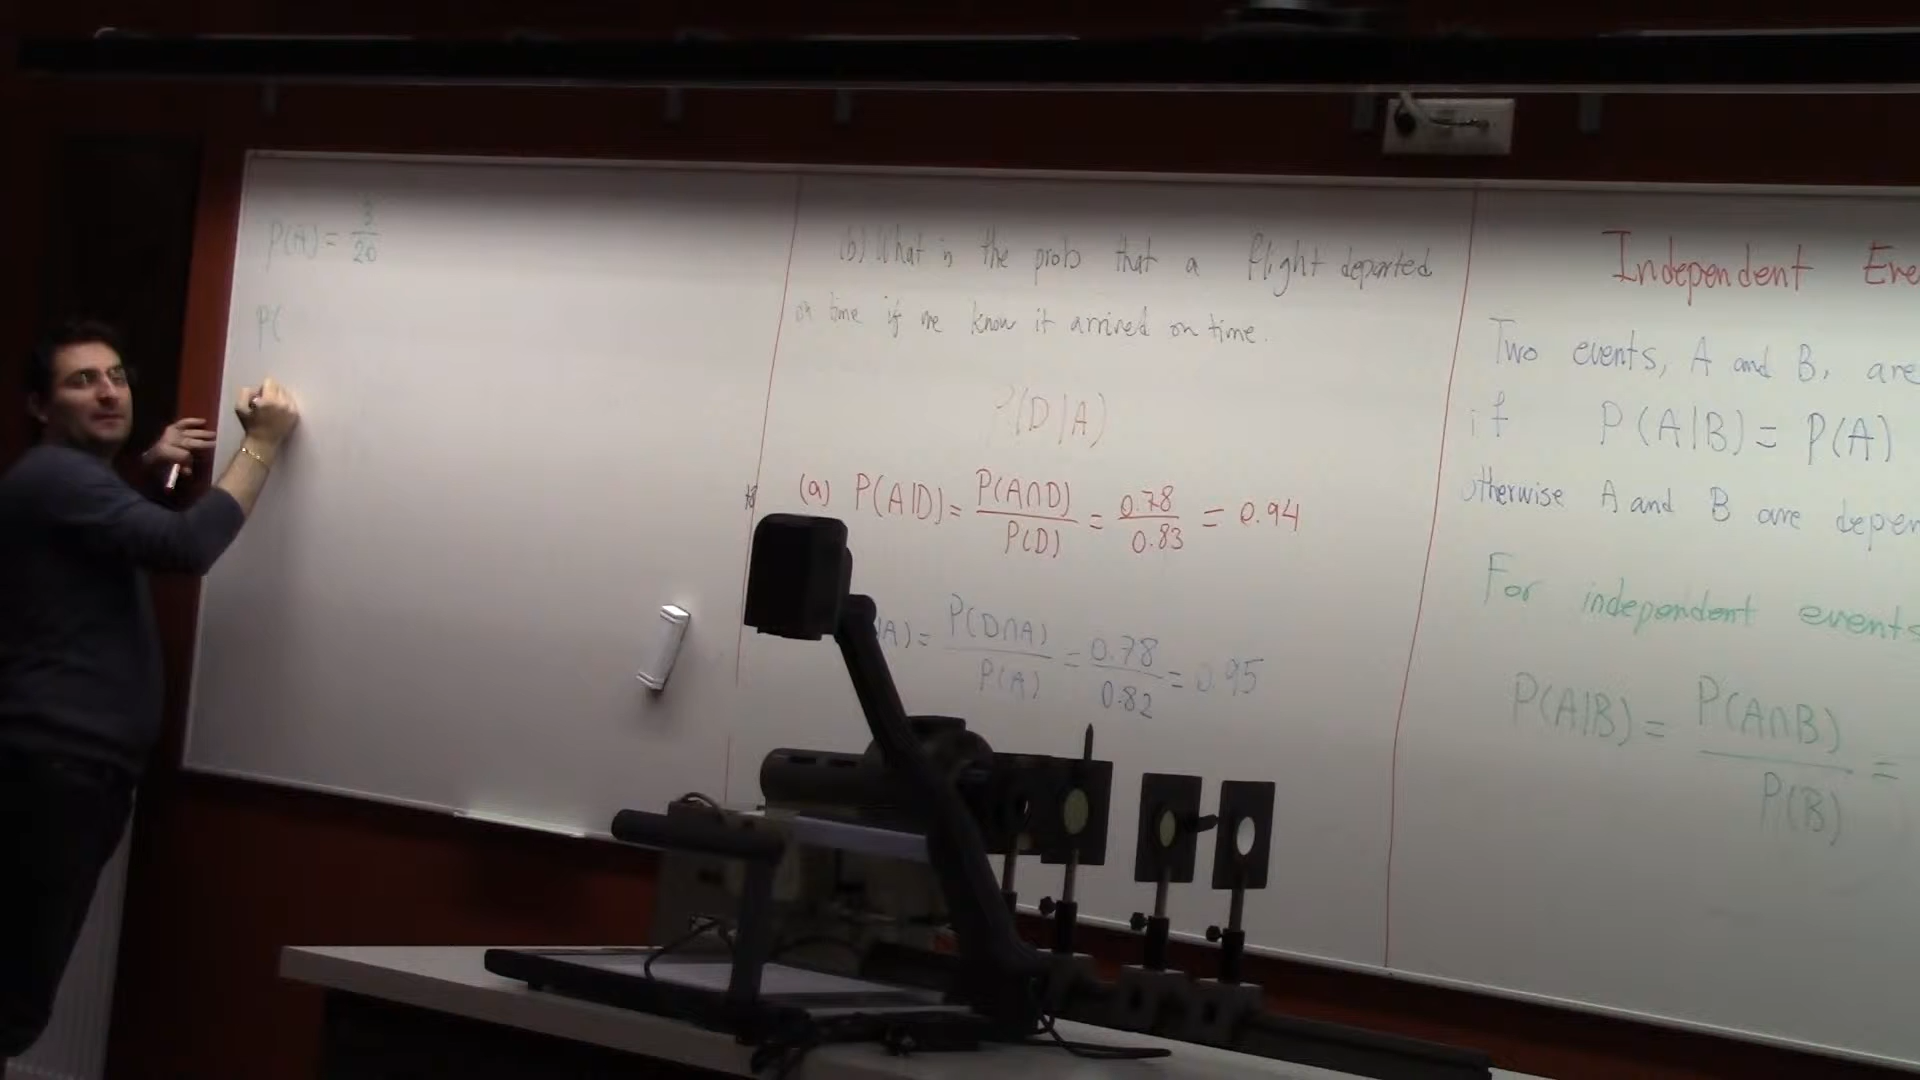 P(A) = 3/20
P(
(b) What is the prob that a flight departed
on time if we know it arrived on time.
P(D|A)
(a) P(A|D) = P(A∩D)/P(D) = 0.78/0.83 = 0.94
|A) = P(D∩A)/P(A) = 0.78/0.82 = 0.95
Independent Eve
Two events, A and B, are
if P(A|B) = P(A)
otherwise A and B are depen
For independent events
P(A|B) = P(A∩B)/P(B) =